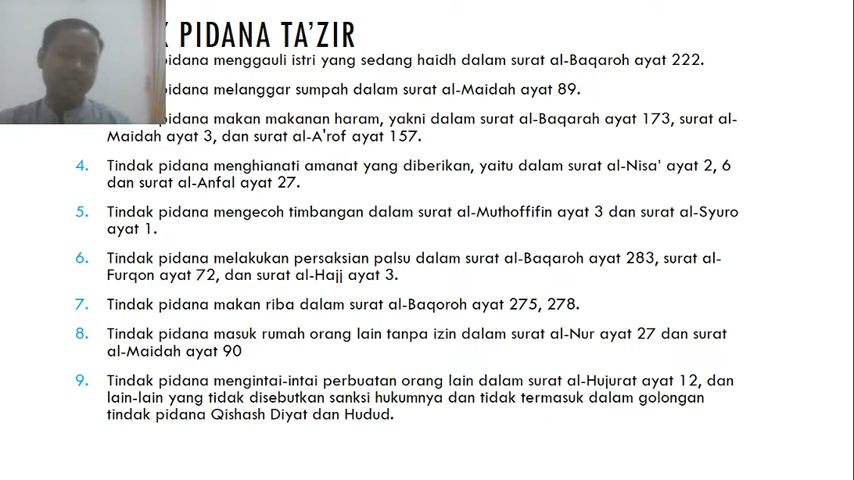 K PIDANA TA'ZIR
pidana menggauli istri yang sedang haidh dalam surat al-Baqaroh ayat 222.
pidana melanggar sumpah dalam surat al-Maidah ayat 89.
pidana makan makanan haram, yakni dalam surat al-Baqarah ayat 173, surat al-
Maidah ayat 3, dan surat al-A'rof ayat 157.
4. Tindak pidana menghianati amanat yang diberikan, yaitu dalam surat al-Nisa' ayat 2, 6
dan surat al-Anfal ayat 27.
5. Tindak pidana mengecoh timbangan dalam surat al-Muthoffifin ayat 3 dan surat al-Syuro
ayat 1.
6. Tindak pidana melakukan persaksian palsu dalam surat al-Baqaroh ayat 283, surat al-
Furqon ayat 72, dan surat al-Hajj ayat 3.
7. Tindak pidana makan riba dalam surat al-Baqoroh ayat 275, 278.
8. Tindak pidana masuk rumah orang lain tanpa izin dalam surat al-Nur ayat 27 dan surat
al-Maidah ayat 90
9. Tindak pidana mengintai-intai perbuatan orang lain dalam surat al-Hujurat ayat 12, dan
lain-lain yang tidak disebutkan sanksi hukumnya dan tidak termasuk dalam golongan
tindak pidana Qishash Diyat dan Hudud.